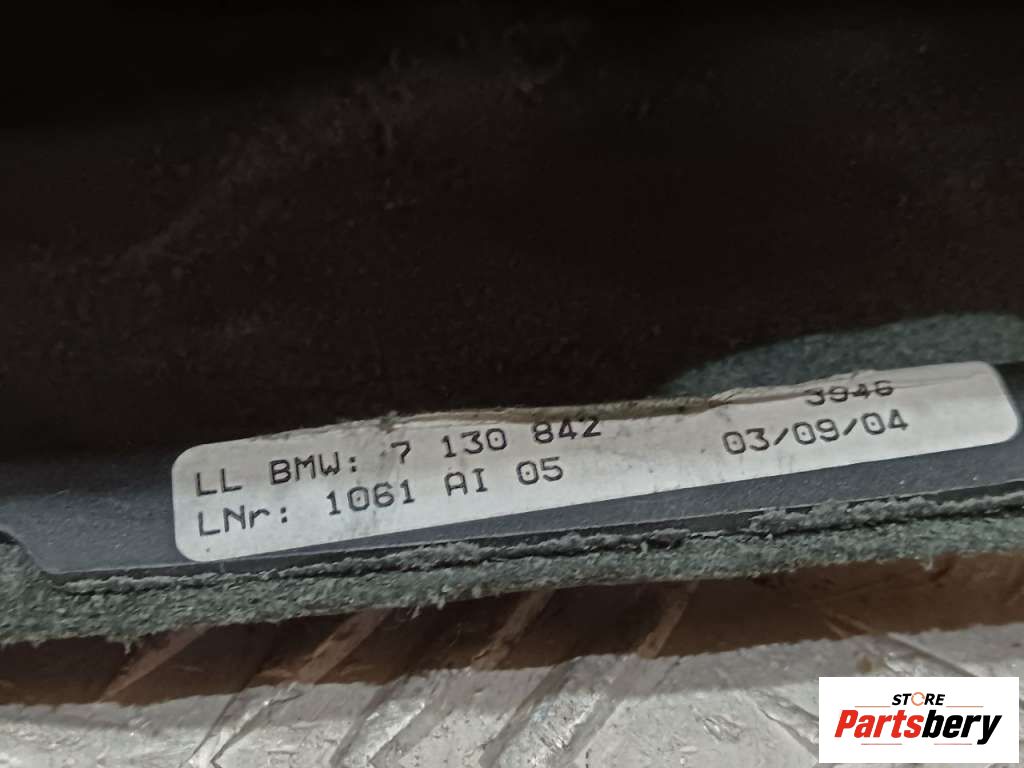 3946
LL BMW: 7 130 842 03/09/04
LNr: 1061 AI 05
STORE
Partsbery